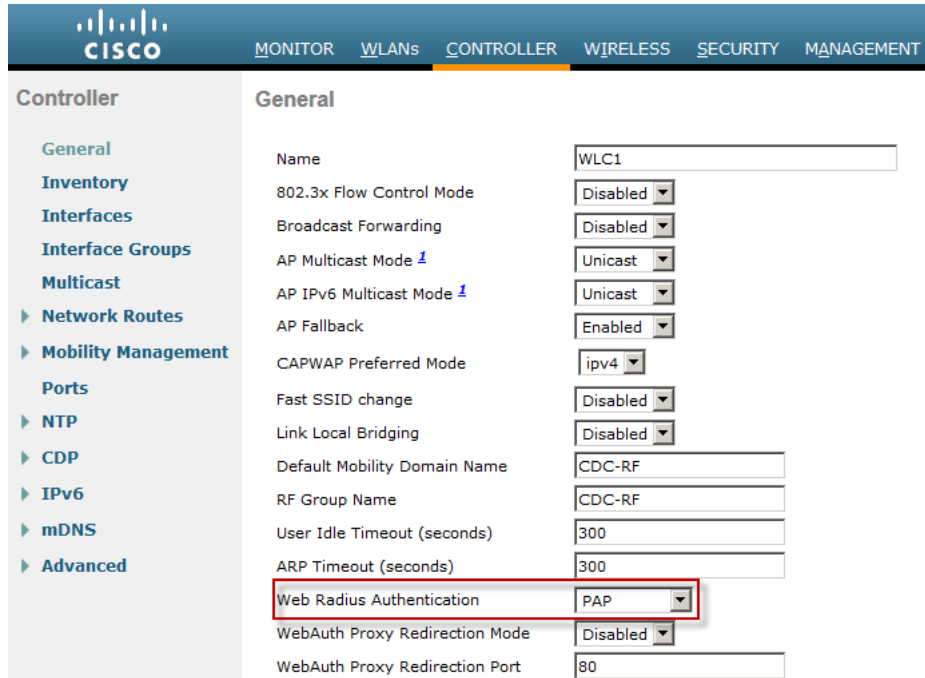 CISCO
MONITOR WLANs CONTROLLER WIRELESS SECURITY MANAGEMENT
Controller
General
Inventory
Interfaces
Interface Groups
Multicast
Network Routes
Mobility Management
Ports
NTP
CDP
IPv6
mDNS
Advanced
General
Name WLC1
802.3x Flow Control Mode Disabled
Broadcast Forwarding Disabled
AP Multicast Mode 1 Unicast
AP IPv6 Multicast Mode 1 Unicast
AP Fallback Enabled
CAPWAP Preferred Mode ipv4
Fast SSID change Disabled
Link Local Bridging Disabled
Default Mobility Domain Name CDC-RF
RF Group Name CDC-RF
User Idle Timeout (seconds) 300
ARP Timeout (seconds) 300
Web Radius Authentication PAP
WebAuth Proxy Redirection Mode Disabled
WebAuth Proxy Redirection Port 80